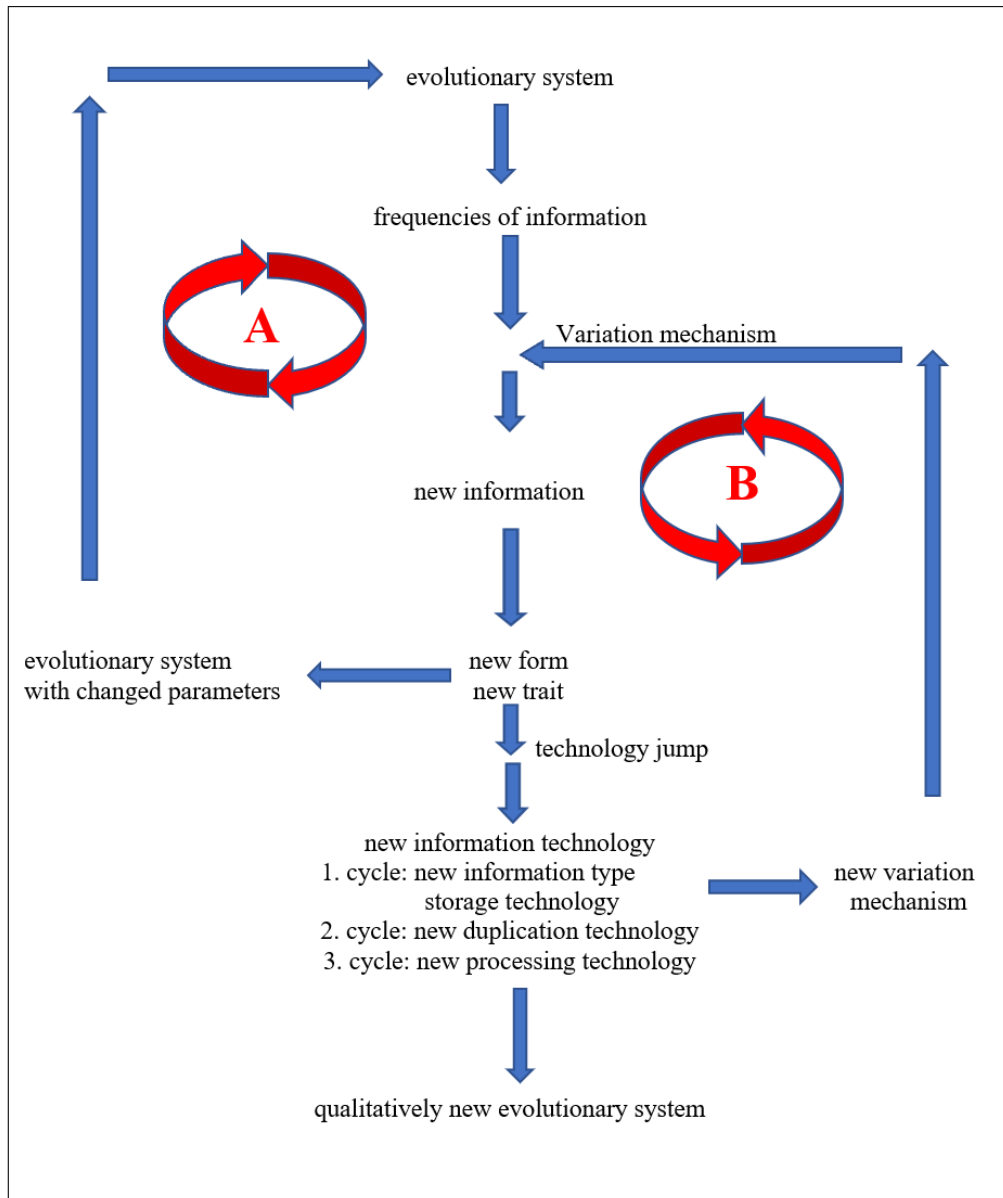 evolutionary system
frequencies of information
A
Variation mechanism
B
new information
evolutionary system
with changed parameters
new form
new trait
technology jump
new information technology
1. cycle: new information type
storage technology
2. cycle: new duplication technology
3. cycle: new processing technology
new variation
mechanism
qualitatively new evolutionary system